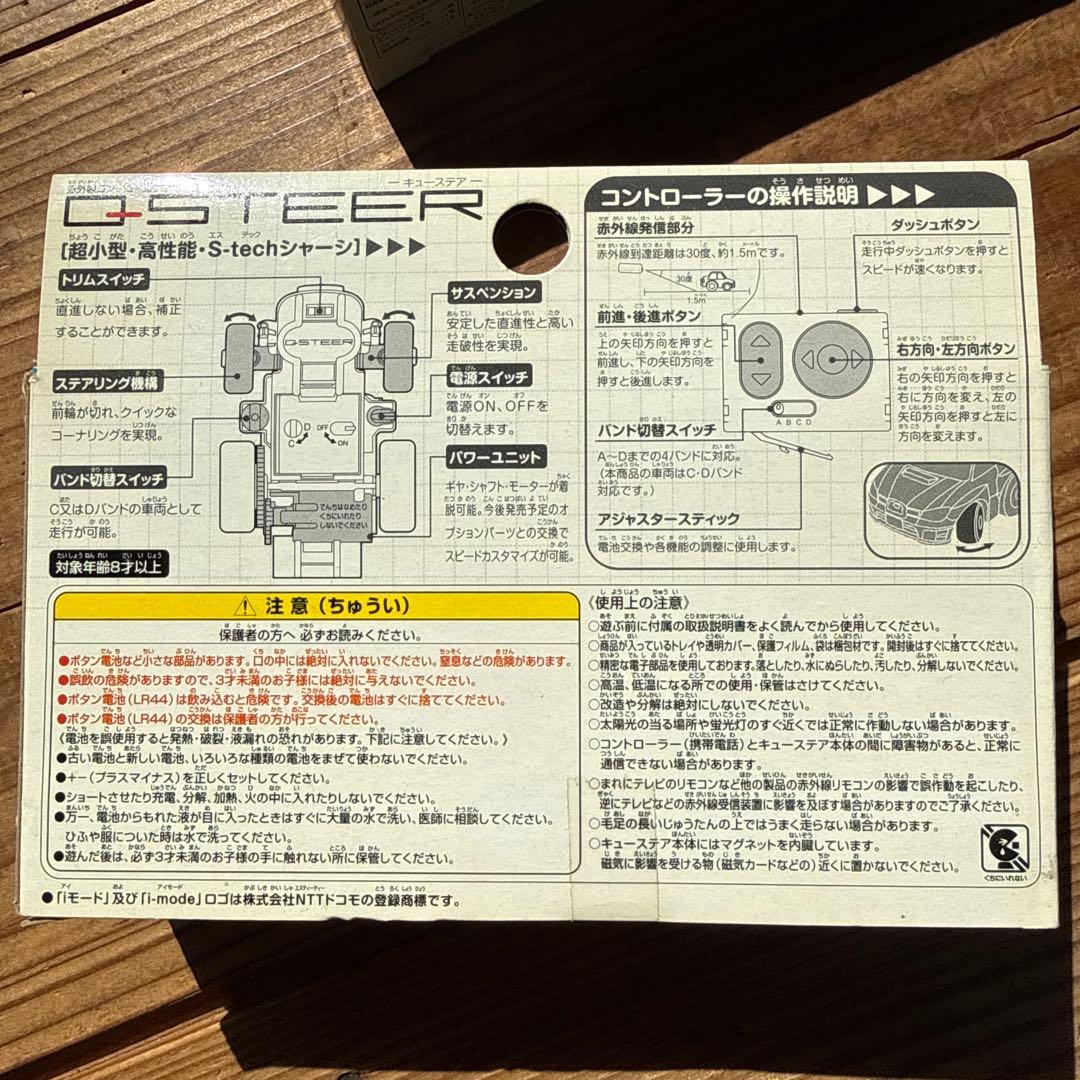 赤外線コントロール
― キューステア ―
Q-STEER
[超小型・高性能・S-techシャーシ]▶▶▶
トリムスイッチ
直進しない場合、補正
することができます。
サスペンション
安定した直進性と高い
走破性を実現。
ステアリング機構
前輪が切れ、クイックな
コーナリングを実現。
電源スイッチ
電源ON、OFFを
切替えます。
バンド切替スイッチ
C又はDバンドの車両として
走行が可能。
パワーユニット
ギヤ・シャフト・モーターが着
脱可能。今後発売予定のオ
プションパーツとの交換で
スピードカスタマイズが可能。
対象年齢8才以上
Q-STEER
C D OFF ON
でんちはなめたり
くちにいれたり
しないでください
コントローラーの操作説明▶▶▶
赤外線発信部分
赤外線到達距離は30度、約1.5mです。
30度
1.5m
ダッシュボタン
走行中ダッシュボタンを押すと
スピードが速くなります。
前進・後進ボタン
上の矢印方向を押すと
前進し、下の矢印方向を
押すと後進します。
右方向・左方向ボタン
右の矢印方向を押すと
右に方向を変え、左の
矢印方向を押すと左に
方向を変えます。
A B C D
バンド切替スイッチ
A〜Dまでの4バンドに対応。
(本商品の車両はC・Dバンド
対応です。)
アジャスタースティック
電池交換や各機能の調整に使用します。
⚠ 注意(ちゅうい)
保護者の方へ 必ずお読みください。
●ボタン電池など小さな部品があります。口の中には絶対に入れないでください。窒息などの危険があります。
●誤飲の危険がありますので、3才未満のお子様には絶対に与えないでください。
●ボタン電池(LR44)は飲み込むと危険です。交換後の電池はすぐに捨ててください。
●ボタン電池(LR44)の交換は保護者の方が行ってください。
《電池を誤使用すると発熱・破裂・液漏れの恐れがあります。下記に注意してください。》
●古い電池と新しい電池、いろいろな種類の電池をまぜて使わないでください。
●+−(プラスマイナス)を正しくセットしてください。
●ショートさせたり充電、分解、加熱、火の中に入れたりしないでください。
●万一、電池からもれた液が目に入ったときはすぐに大量の水で洗い、医師に相談してください。
ひふや服についた時は水で洗ってください。
●遊んだ後は、必ず3才未満のお子様の手に触れない所に保管してください。
《使用上の注意》
○遊ぶ前に付属の取扱説明書をよく読んでから使用してください。
○商品が入っているトレイや透明カバー、保護フィルム、袋は梱包材です。開封後はすぐに捨ててください。
○精密な電子部品を使用しております。落としたり、水にぬらしたり、汚したり、分解しないでください。
○高温、低温になる所での使用・保管はさけてください。
○改造や分解は絶対にしないでください。
○太陽光の当る場所や蛍光灯のすぐ近くでは正常に作動しない場合があります。
○コントローラー(携帯電話)とキューステア本体の間に障害物があると、正常に
通信できない場合があります。
○まれにテレビのリモコンなど他の製品の赤外線リモコンの影響で誤作動を起こしたり、
逆にテレビなどの赤外線受信装置に影響を及ぼす場合がありますのでご了承ください。
○毛足の長いじゅうたんの上ではうまく走らない場合があります。
○キューステア本体にはマグネットを内臓しています。
磁気に影響を受ける物(磁気カードなどの)近くに置かないでください。
くちにいれない
●「iモード」及び「i-mode」ロゴは株式会社NTTドコモの登録商標です。